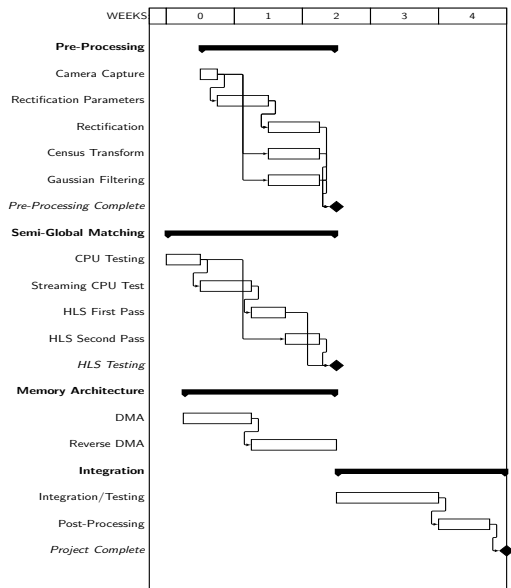 WEEKS 0 1 2 3 4
Pre-Processing
Camera Capture
Rectification Parameters
Rectification
Census Transform
Gaussian Filtering
Pre-Processing Complete
Semi-Global Matching
CPU Testing
Streaming CPU Test
HLS First Pass
HLS Second Pass
HLS Testing
Memory Architecture
DMA
Reverse DMA
Integration
Integration/Testing
Post-Processing
Project Complete